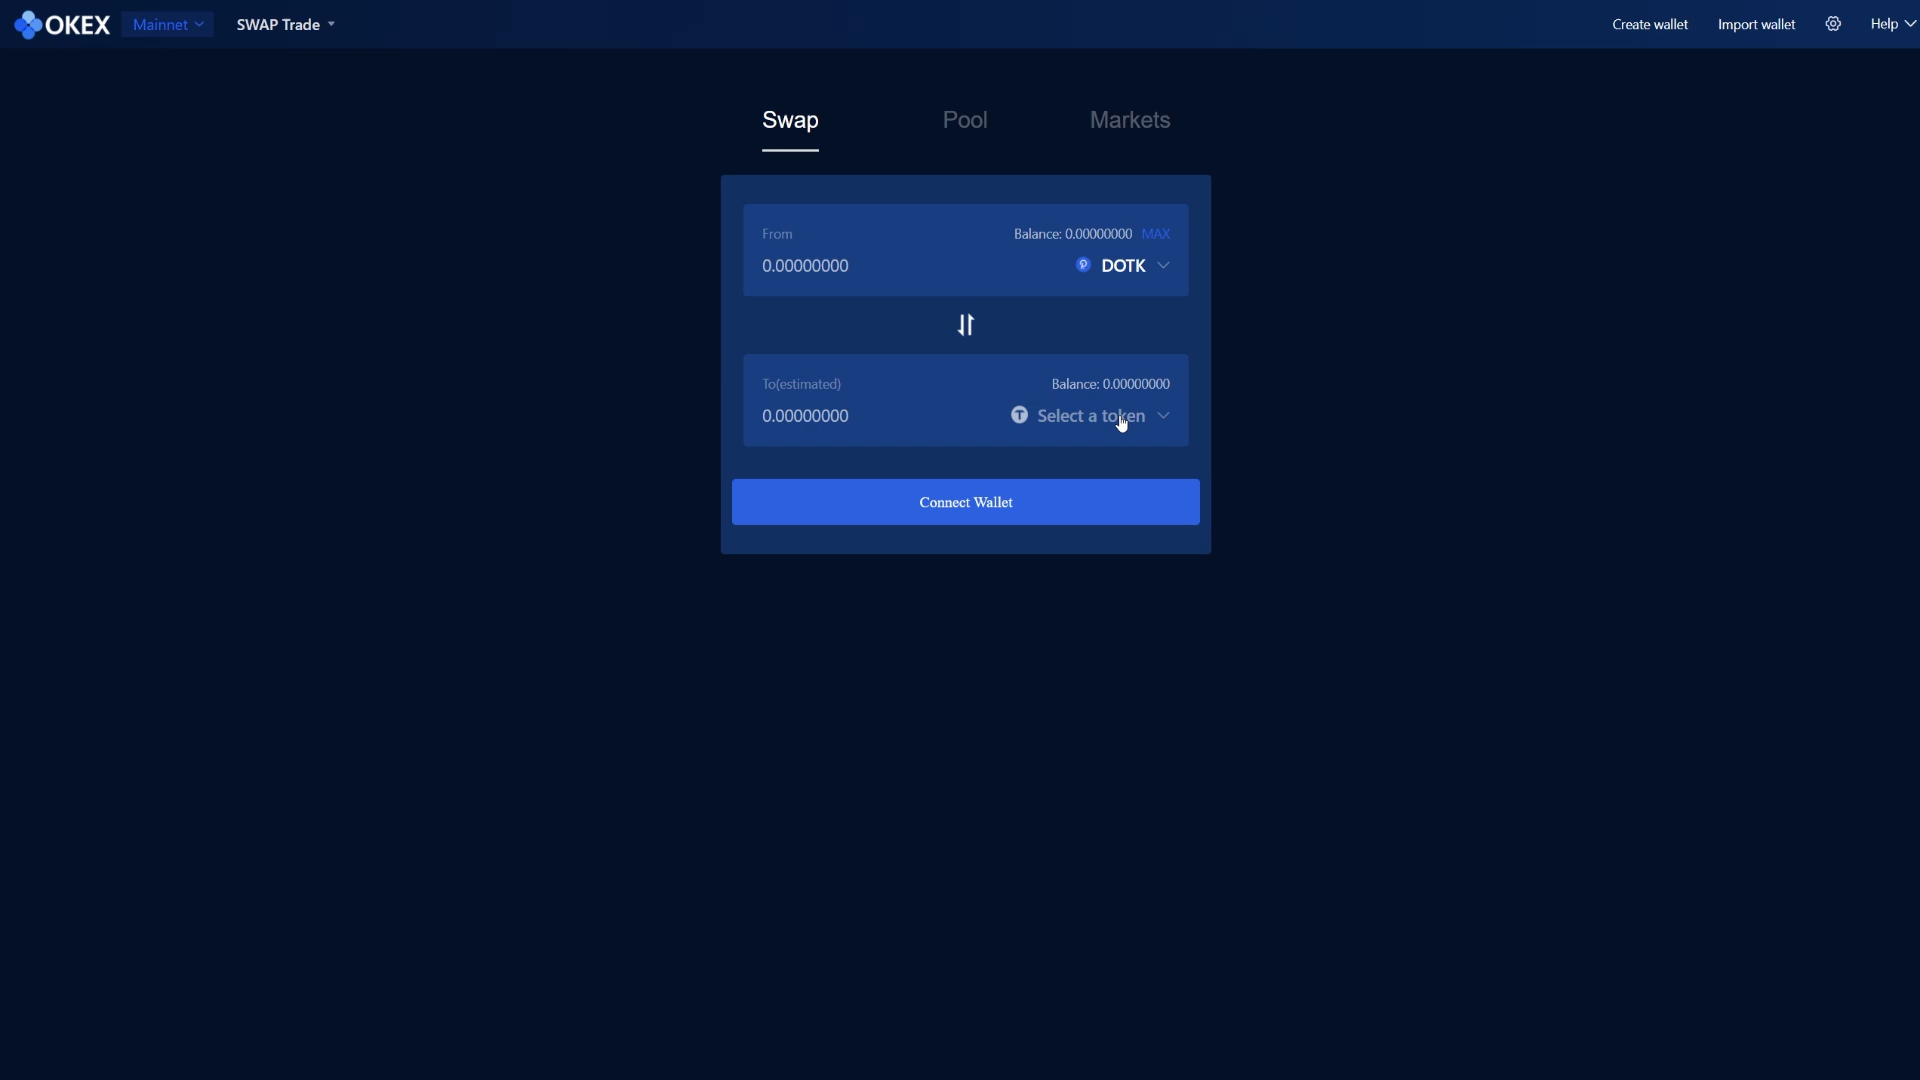 OKEX Mainnet SWAP Trade Create wallet Import wallet Help
Swap Pool Markets
From Balance: 0.00000000 MAX
0.00000000 DOTK
To(estimated) Balance: 0.00000000
0.00000000 T Select a token
Connect Wallet